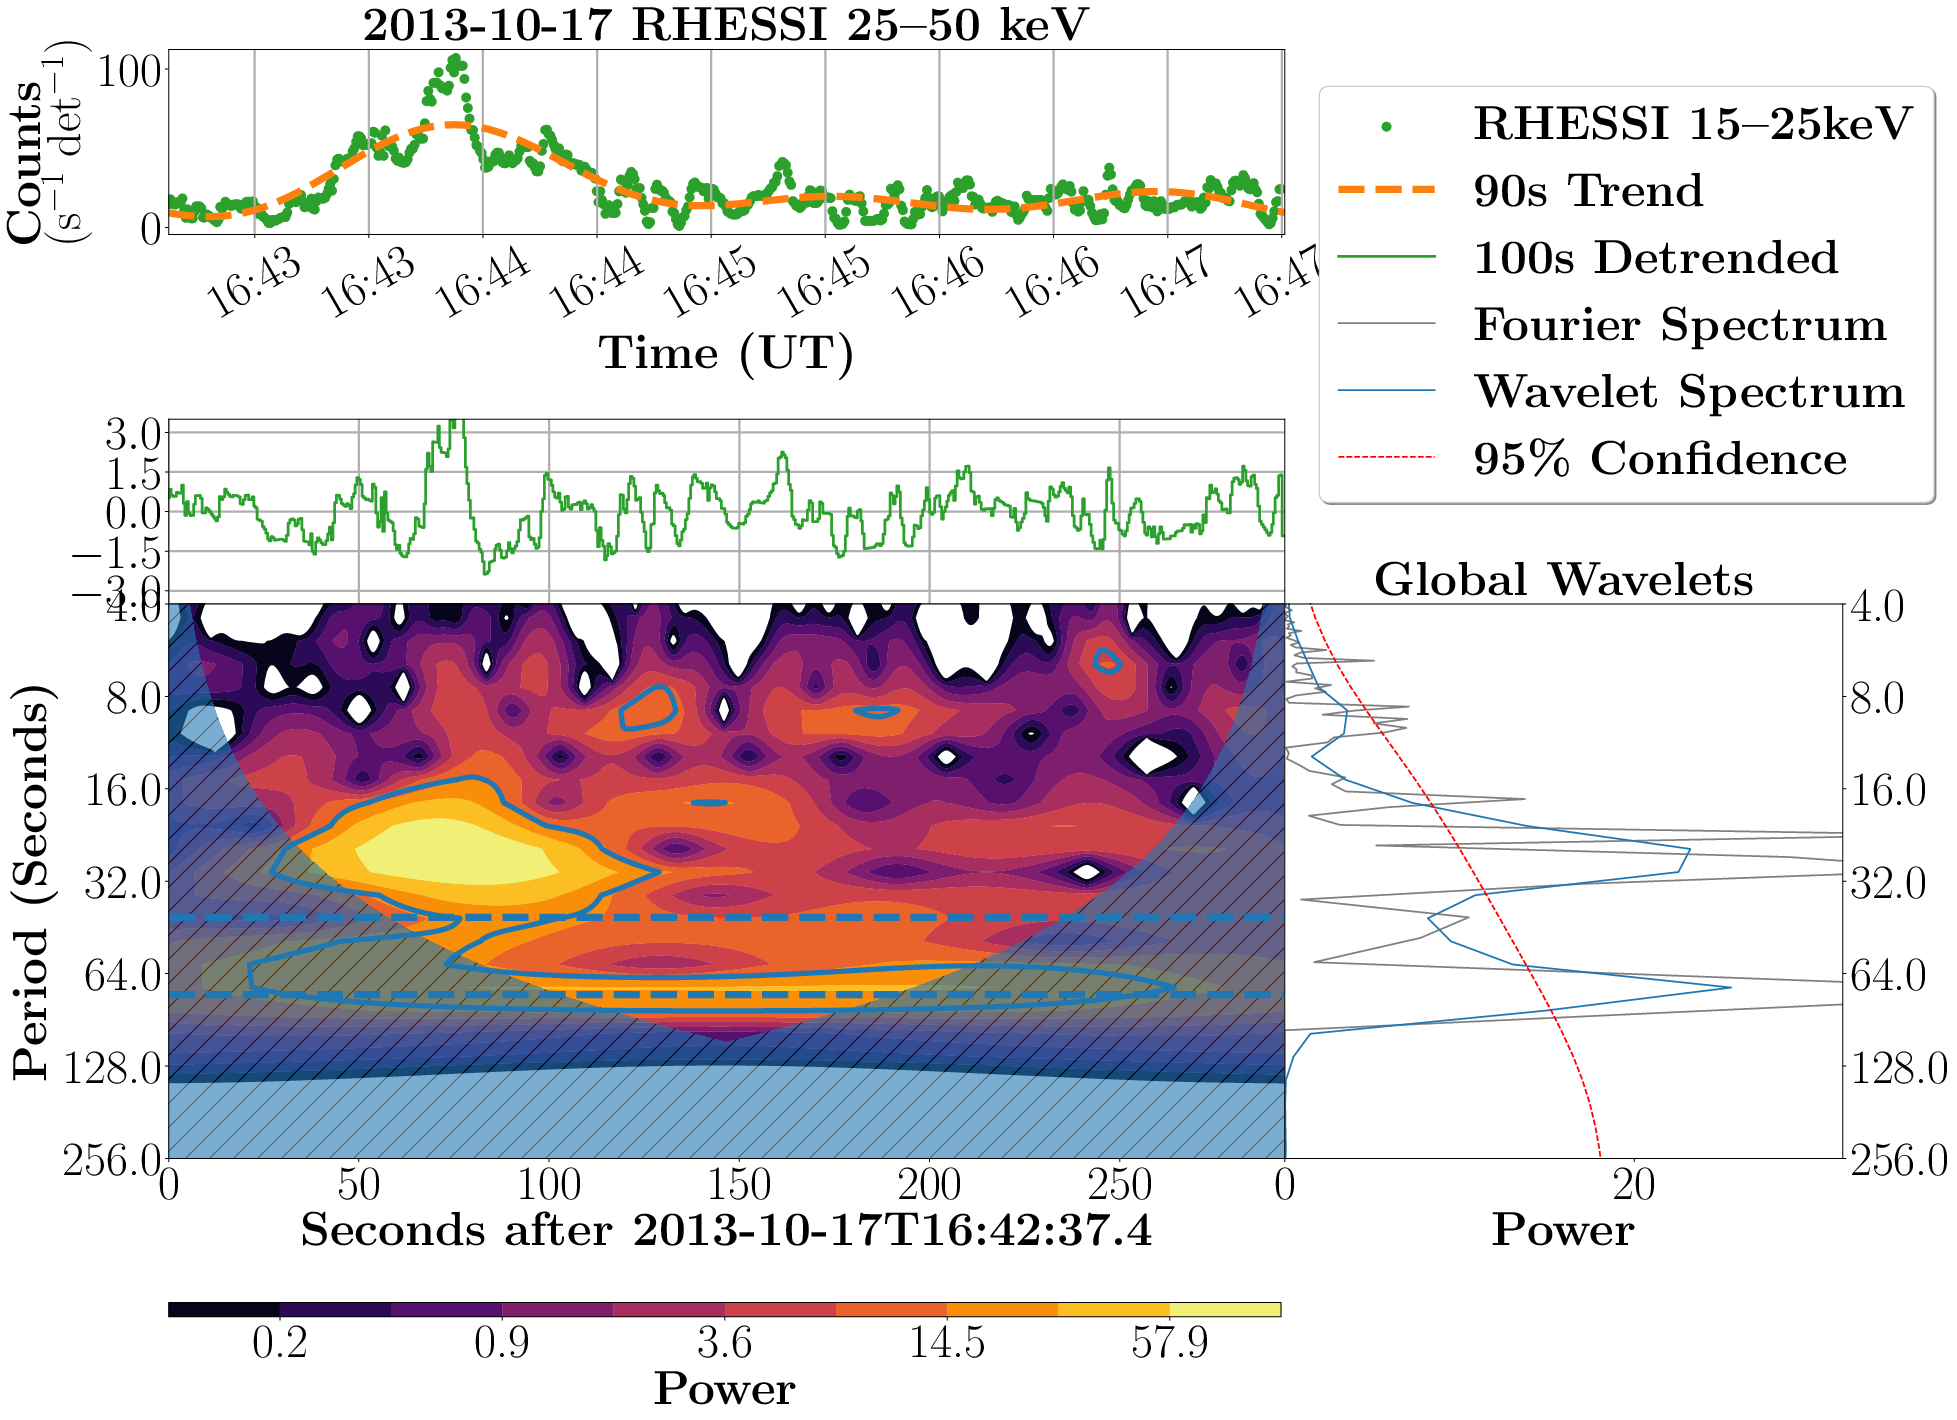 2013-10-17 RHESSI 25–50 keV
Counts
(s⁻¹ det⁻¹)
100
0
16:43
16:43
16:44
16:44
16:45
16:45
16:46
16:46
16:47
16:47
Time (UT)
RHESSI 15–25keV
90s Trend
100s Detrended
Fourier Spectrum
Wavelet Spectrum
95% Confidence
3.0
1.5
0.0
−1.5
−3.0
Period (Seconds)
4.0
8.0
16.0
32.0
64.0
128.0
256.0
0
50
100
150
200
250
Seconds after 2013-10-17T16:42:37.4
Global Wavelets
4.0
8.0
16.0
32.0
64.0
128.0
256.0
0
20
Power
0.2
0.9
3.6
14.5
57.9
Power